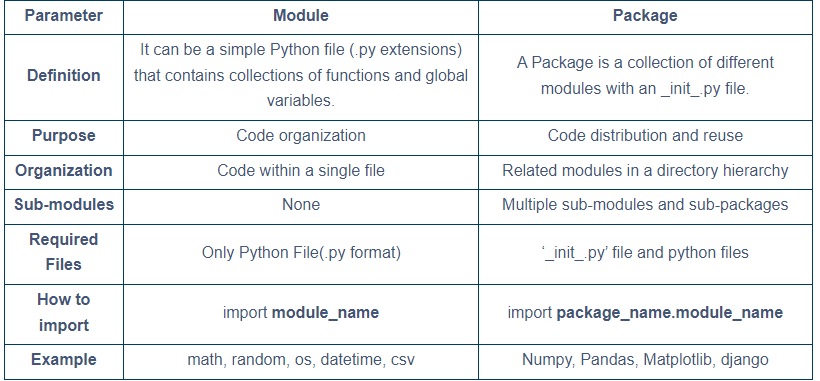 Parameter Module Package
Definition
It can be a simple Python file (.py extensions)
that contains collections of functions and global
variables.
A Package is a collection of different
modules with an _init_.py file.
Purpose Code organization Code distribution and reuse
Organization Code within a single file Related modules in a directory hierarchy
Sub-modules None Multiple sub-modules and sub-packages
Required
Files
Only Python File(.py format)
‘_init_.py’ file and python files
How to
import
import module_name
import package_name.module_name
Example math, random, os, datetime, csv Numpy, Pandas, Matplotlib, django